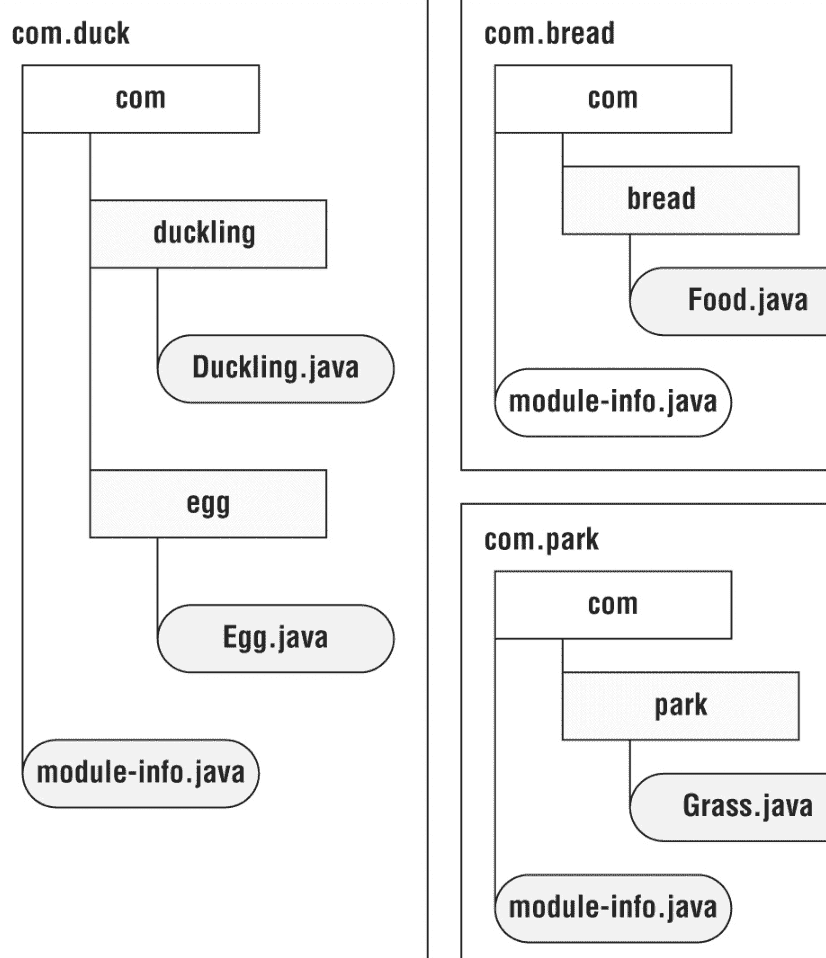 com.duck
com
duckling
Duckling.java
egg
Egg.java
module-info.java
com.bread
com
bread
Food.java
module-info.java
com.park
com
park
Grass.java
module-info.java